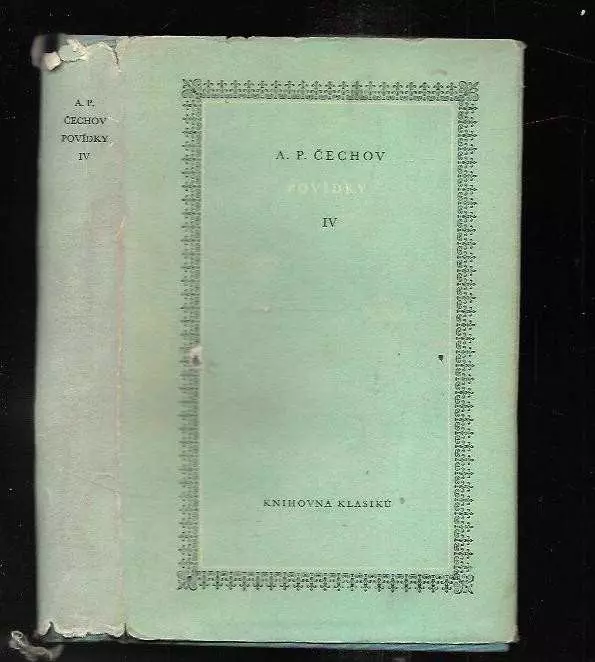 A. P.
ČECHOV
POVÍDKY
IV
A. P. ČECHOV
POVÍDKY
IV
KNIHOVNA KLASIKŮ